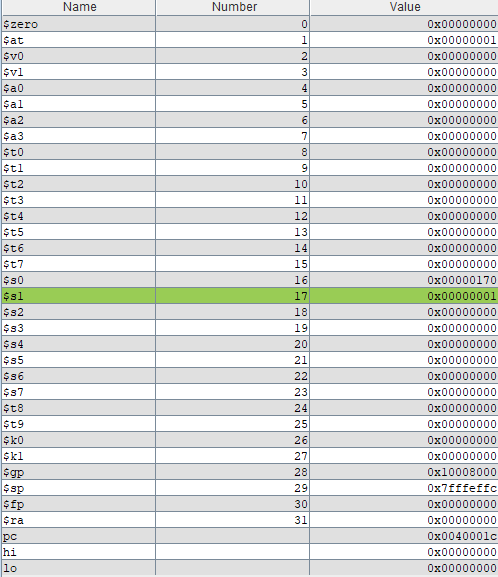 Name Number Value
$zero 0 0x00000000
$at 1 0x00000001
$v0 2 0x00000000
$v1 3 0x00000000
$a0 4 0x00000000
$a1 5 0x00000000
$a2 6 0x00000000
$a3 7 0x00000000
$t0 8 0x00000000
$t1 9 0x00000000
$t2 10 0x00000000
$t3 11 0x00000000
$t4 12 0x00000000
$t5 13 0x00000000
$t6 14 0x00000000
$t7 15 0x00000000
$s0 16 0x00000170
$s1 17 0x00000001
$s2 18 0x00000000
$s3 19 0x00000000
$s4 20 0x00000000
$s5 21 0x00000000
$s6 22 0x00000000
$s7 23 0x00000000
$t8 24 0x00000000
$t9 25 0x00000000
$k0 26 0x00000000
$k1 27 0x00000000
$gp 28 0x10008000
$sp 29 0x7fffeffc
$fp 30 0x00000000
$ra 31 0x00000000
pc 0x0040001c
hi 0x00000000
lo 0x00000000